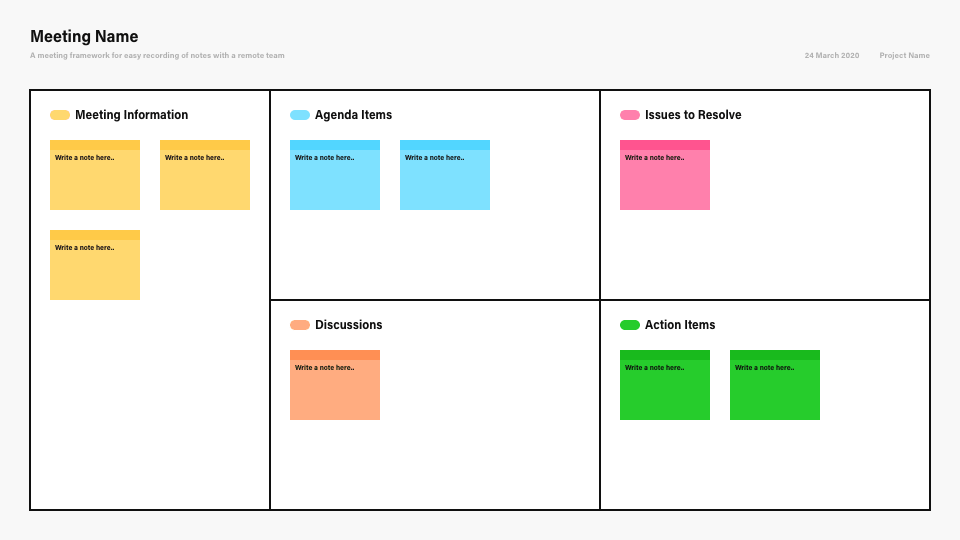 Meeting Name
A meeting framework for easy recording of notes with a remote team
24 March 2020
Project Name
Meeting Information
Write a note here..
Write a note here..
Write a note here..
Agenda Items
Write a note here..
Write a note here..
Issues to Resolve
Write a note here..
Discussions
Write a note here..
Action Items
Write a note here..
Write a note here..